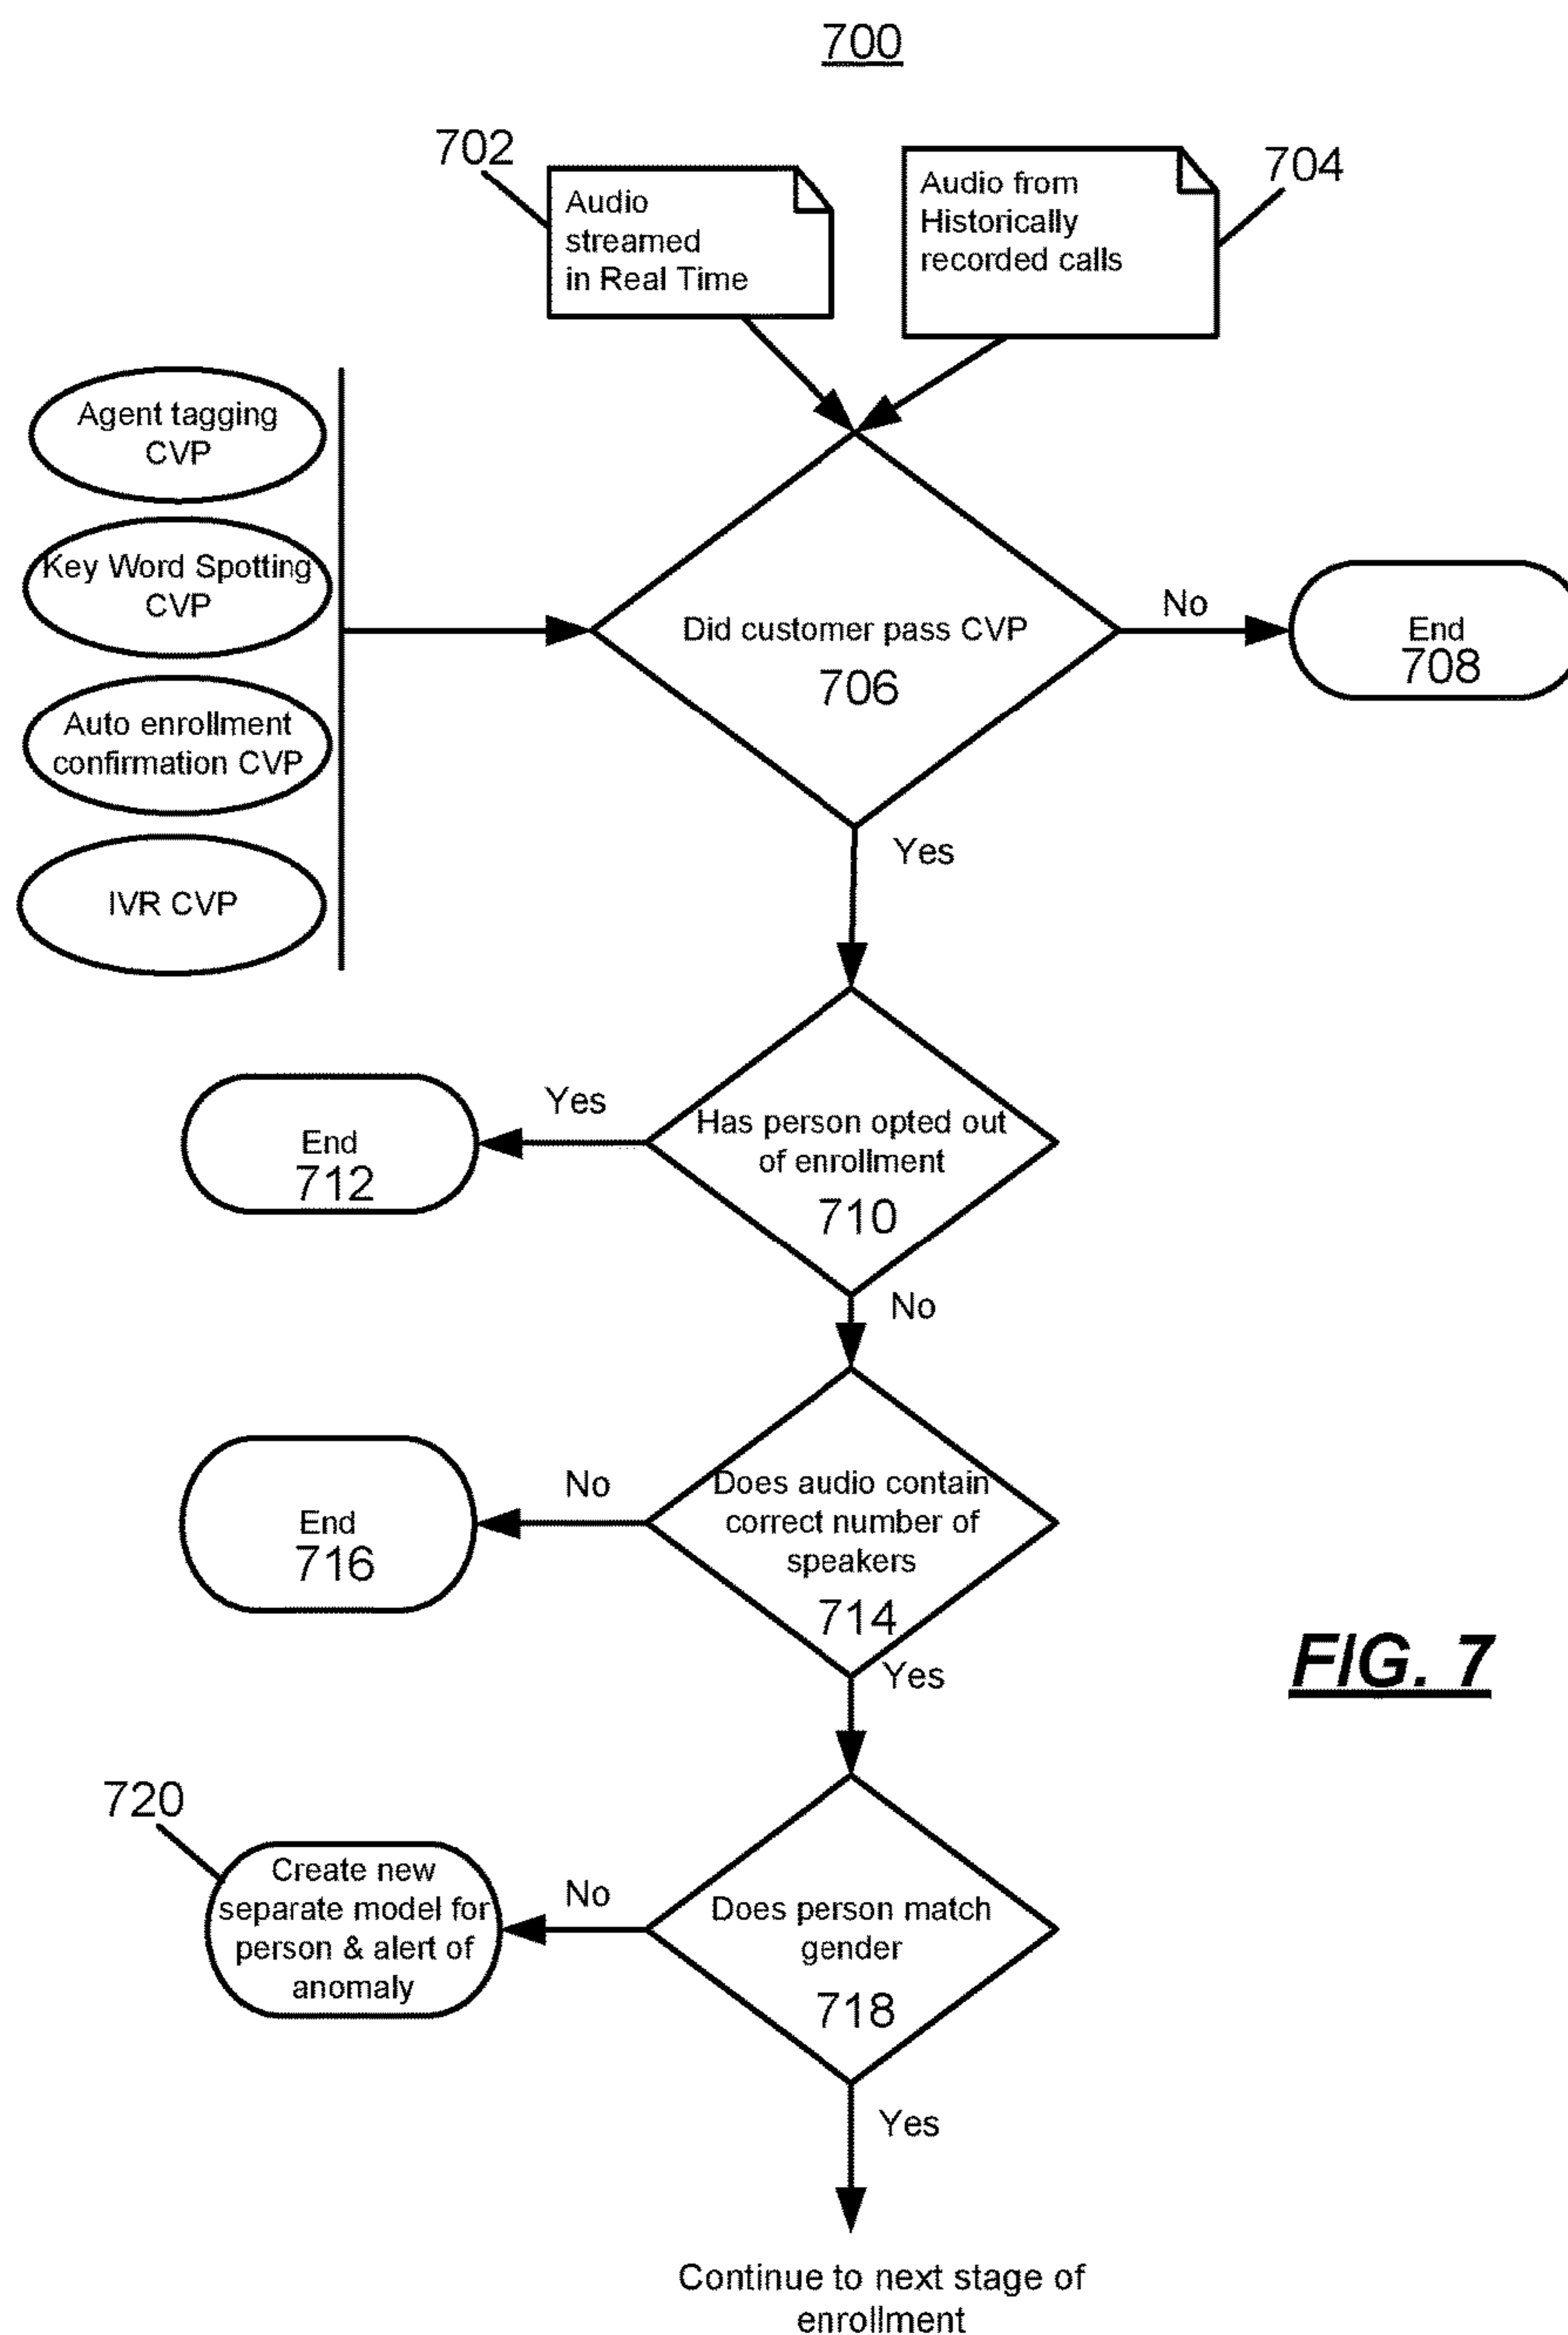 700
702
Audio
streamed
in Real Time
Audio from
Historically
recorded calls
704
Agent tagging
CVP
Key Word Spotting
CVP
Auto enrollment
confirmation CVP
IVR CVP
Did customer pass CVP
706
No
End
708
Yes
Has person opted out
of enrollment
710
Yes
End
712
No
Does audio contain
correct number of
speakers
714
No
End
716
Yes
FIG. 7
Does person match
gender
718
No
720
Create new
separate model for
person & alert of
anomaly
Yes
Continue to next stage of
enrollment